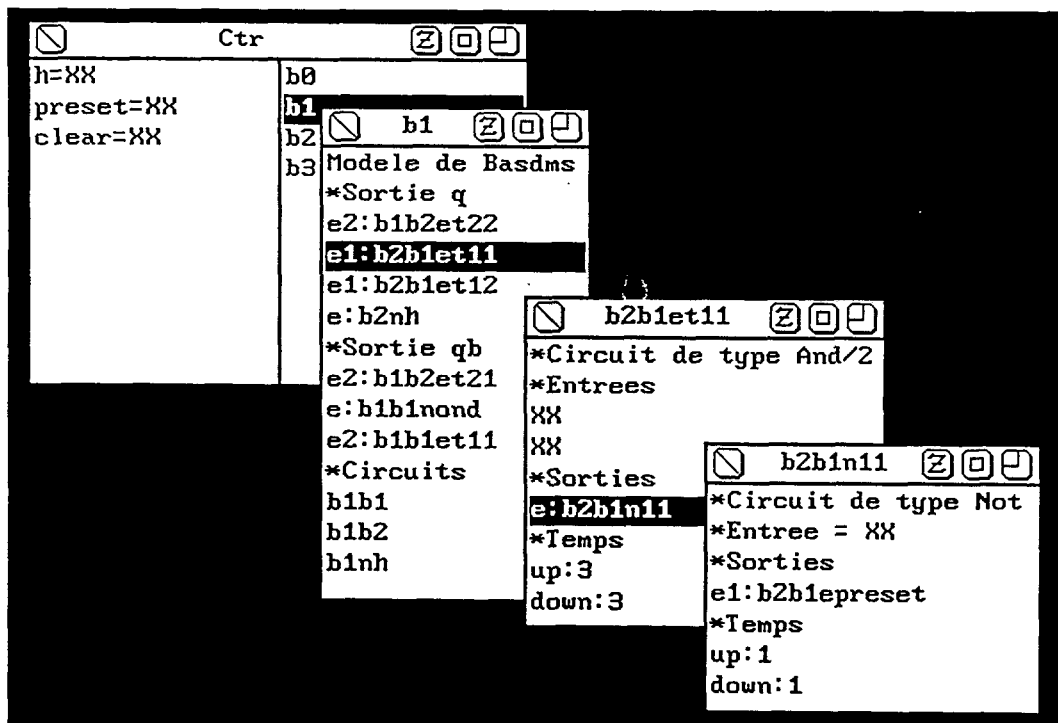 Ctr
h=XX
preset=XX
clear=XX
b0
b1
b2
b3
b1
Modele de Basdms
*Sortie q
e2:b1b2et22
e1:b2b1et11
e1:b2b1et12
e:b2nh
*Sortie qb
e2:b1b2et21
e:b1b1nond
e2:b1b1et11
*Circuits
b1b1
b1b2
b1nh
b2b1et11
*Circuit de type And/2
*Entrees
XX
XX
*Sorties
e:b2b1n11
*Temps
up:3
down:3
b2b1n11
*Circuit de type Not
*Entree = XX
*Sorties
e1:b2b1epreset
*Temps
up:1
down:1